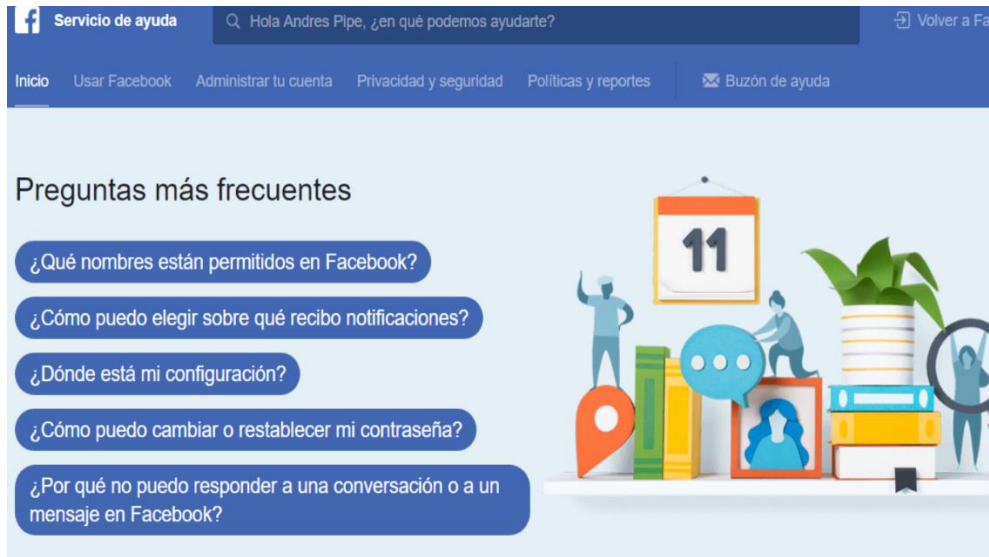 f Servicio de ayuda
Hola Andres Pipe, ¿en qué podemos ayudarte?
Volver a Fa
Inicio Usar Facebook Administrar tu cuenta Privacidad y seguridad Políticas y reportes Buzón de ayuda
Preguntas más frecuentes
11
¿Qué nombres están permitidos en Facebook?
¿Cómo puedo elegir sobre qué recibo notificaciones?
¿Dónde está mi configuración?
¿Cómo puedo cambiar o restablecer mi contraseña?
¿Por qué no puedo responder a una conversación o a un
mensaje en Facebook?